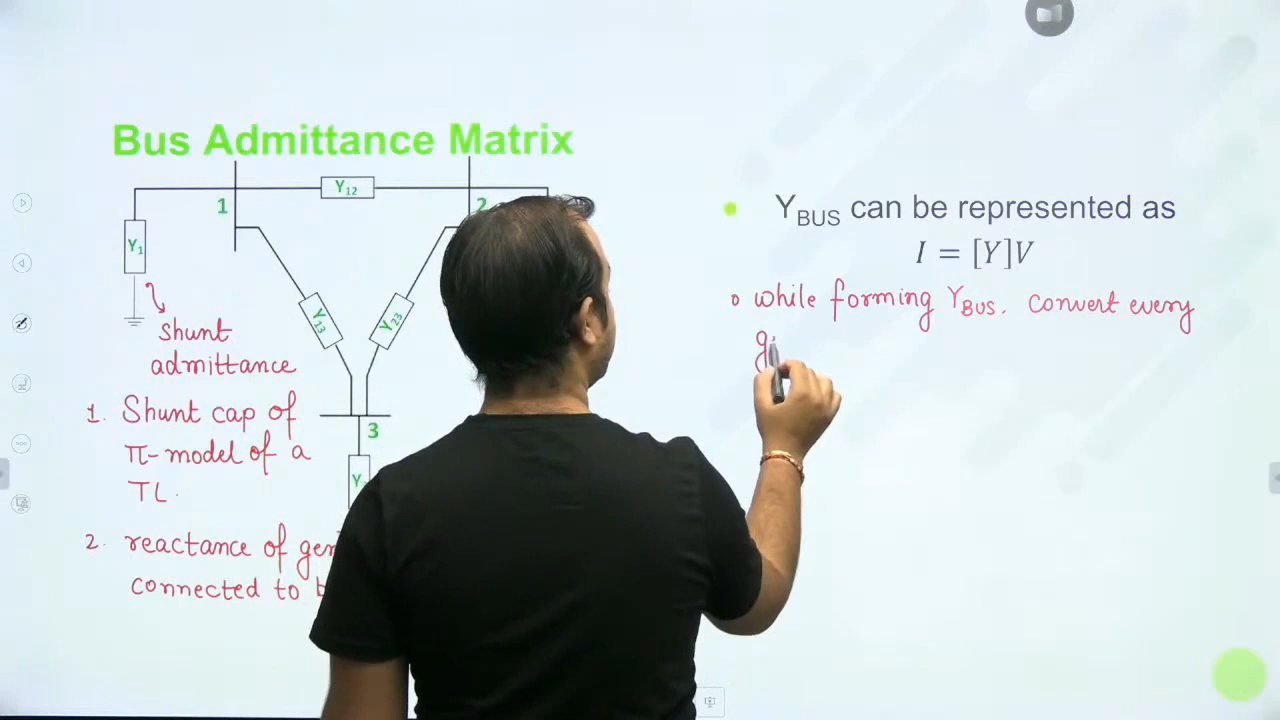 Bus Admittance Matrix
Y12
1
2
Y1
Y13
Y23
3
Shunt
admittance
1. Shunt cap of
π-model of a
TL.
2. reactance of gen
connected to
YBUS can be represented as
I = [Y]V
while forming YBUS. Convert every